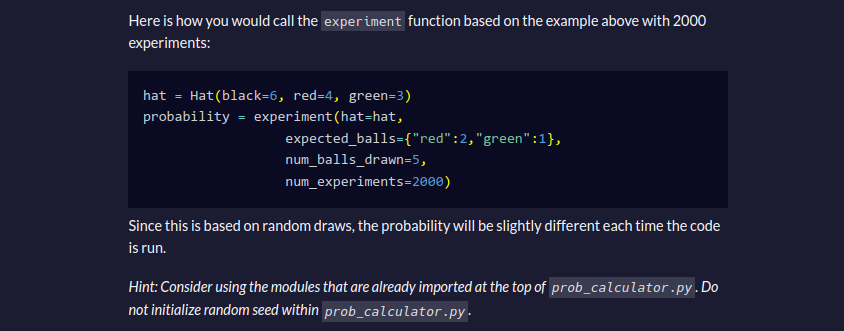 Here is how you would call the experiment function based on the example above with 2000
experiments:
hat = Hat(black=6, red=4, green=3)
probability = experiment(hat=hat,
expected_balls={"red":2,"green":1},
num_balls_drawn=5,
num_experiments=2000)
Since this is based on random draws, the probability will be slightly different each time the code
is run.
Hint: Consider using the modules that are already imported at the top of prob_calculator.py. Do
not initialize random seed within prob_calculator.py.